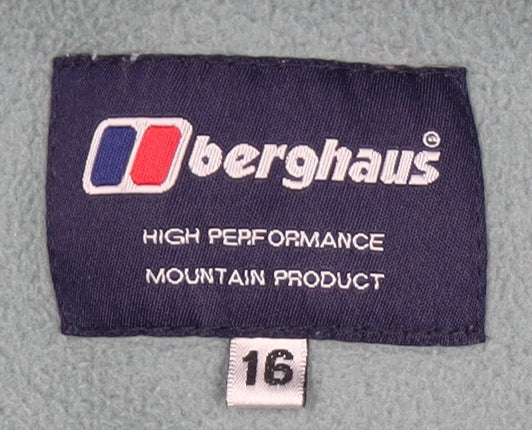 berghaus®
HIGH PERFORMANCE
MOUNTAIN PRODUCT
16